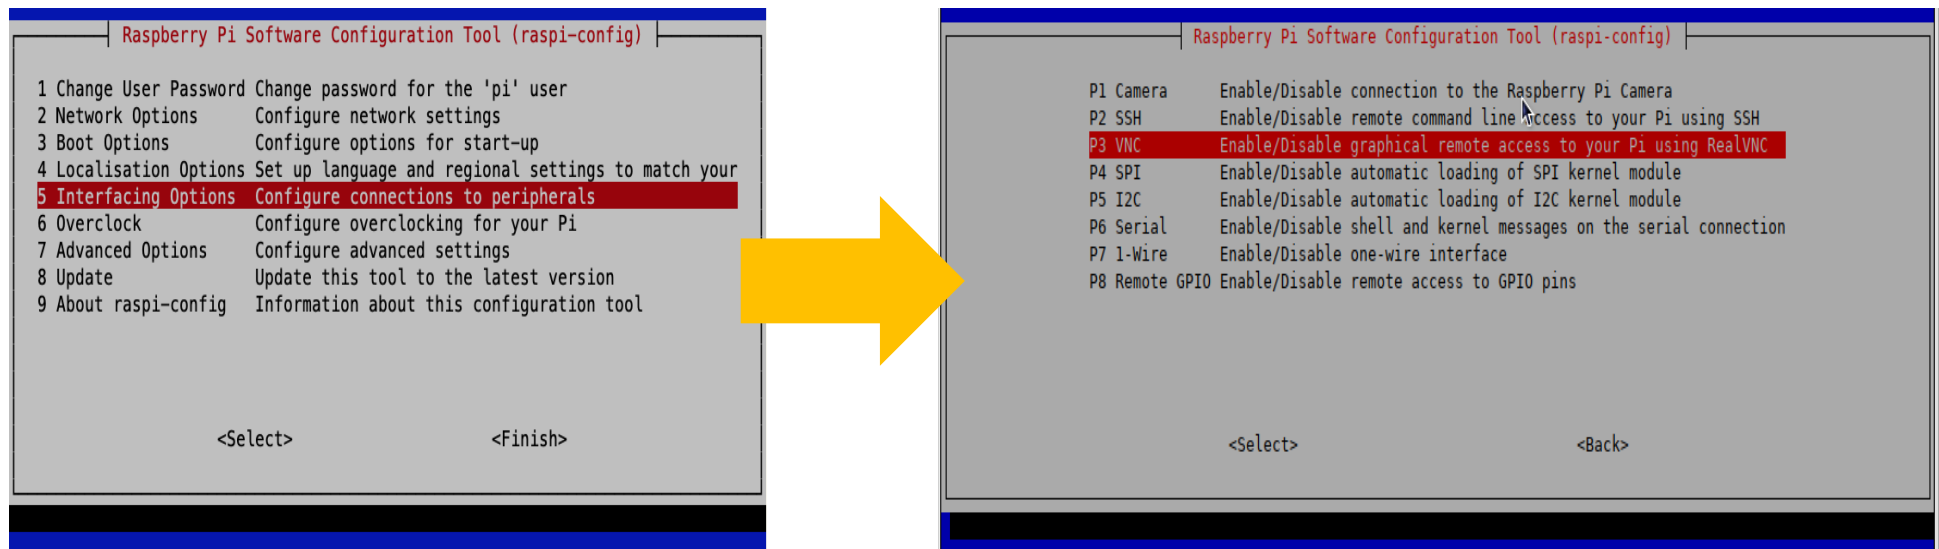 Raspberry Pi Software Configuration Tool (raspi-config)
1 Change User Password Change password for the 'pi' user
2 Network Options Configure network settings
3 Boot Options Configure options for start-up
4 Localisation Options Set up language and regional settings to match your
5 Interfacing Options Configure connections to peripherals
6 Overclock Configure overclocking for your Pi
7 Advanced Options Configure advanced settings
8 Update Update this tool to the latest version
9 About raspi-config Information about this configuration tool
<Select> <Finish>
Raspberry Pi Software Configuration Tool (raspi-config)
P1 Camera Enable/Disable connection to the Raspberry Pi Camera
P2 SSH Enable/Disable remote command line access to your Pi using SSH
P3 VNC Enable/Disable graphical remote access to your Pi using RealVNC
P4 SPI Enable/Disable automatic loading of SPI kernel module
P5 I2C Enable/Disable automatic loading of I2C kernel module
P6 Serial Enable/Disable shell and kernel messages on the serial connection
P7 1-Wire Enable/Disable one-wire interface
P8 Remote GPIO Enable/Disable remote access to GPIO pins
<Select> <Back>